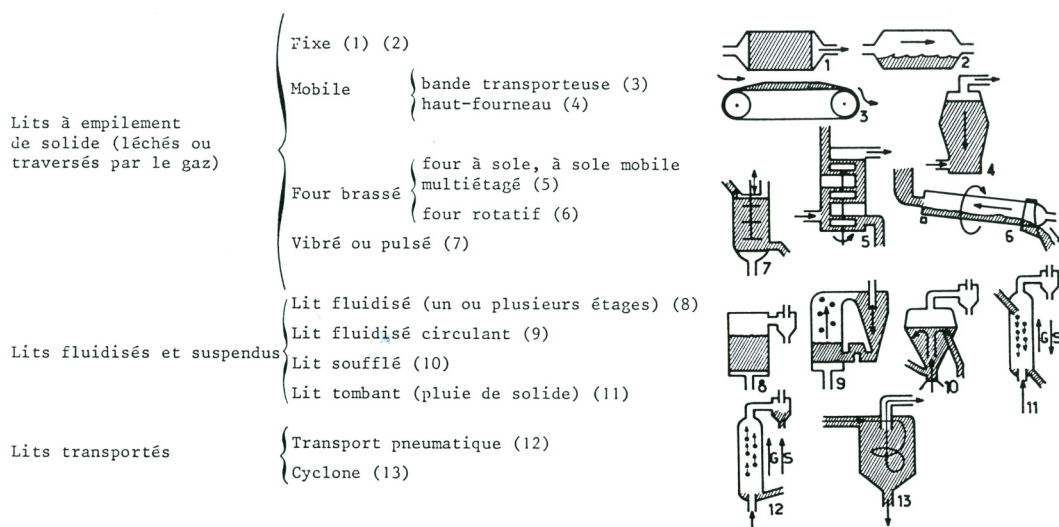 Lits à empilement
de solide (léchés ou
traversés par le gaz)
Fixe (1) (2)
Mobile
bande transporteuse (3)
haut-fourneau (4)
Four brassé
four à sole, à sole mobile
multiétagé (5)
four rotatif (6)
Vibré ou pulsé (7)
Lits fluidisés et suspendus
Lit fluidisé (un ou plusieurs étages) (8)
Lit fluidisé circulant (9)
Lit soufflé (10)
Lit tombant (pluie de solide) (11)
Lits transportés
Transport pneumatique (12)
Cyclone (13)
1
2
3
4
5
6
7
8
9
10
G S
11
G S
12
13